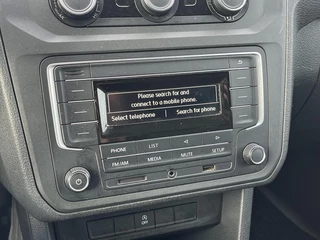 Please search for and
connect to a mobile phone.
Select telephone
Search for phone
PHONE LIST
FM/AM MEDIA MUTE SETUP
OFF